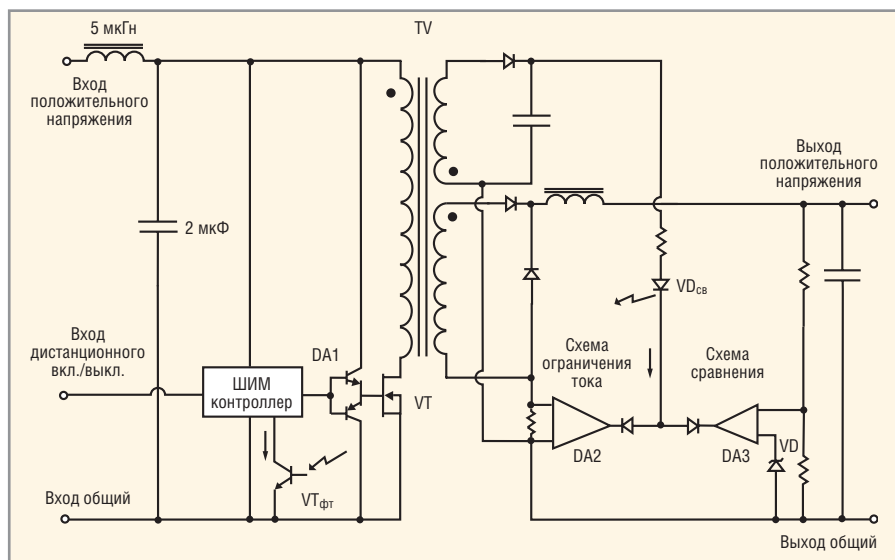 5 мкГн
TV
Вход
положительного
напряжения
Выход
положительного
напряжения
2 мкФ
VDсв
Вход
дистанционного
вкл./выкл.
DA1
Схема
ограничения
тока
Схема
сравнения
ШИМ
контроллер
VT
DA2
DA3
VD
VTфт
Вход общий
Выход общий